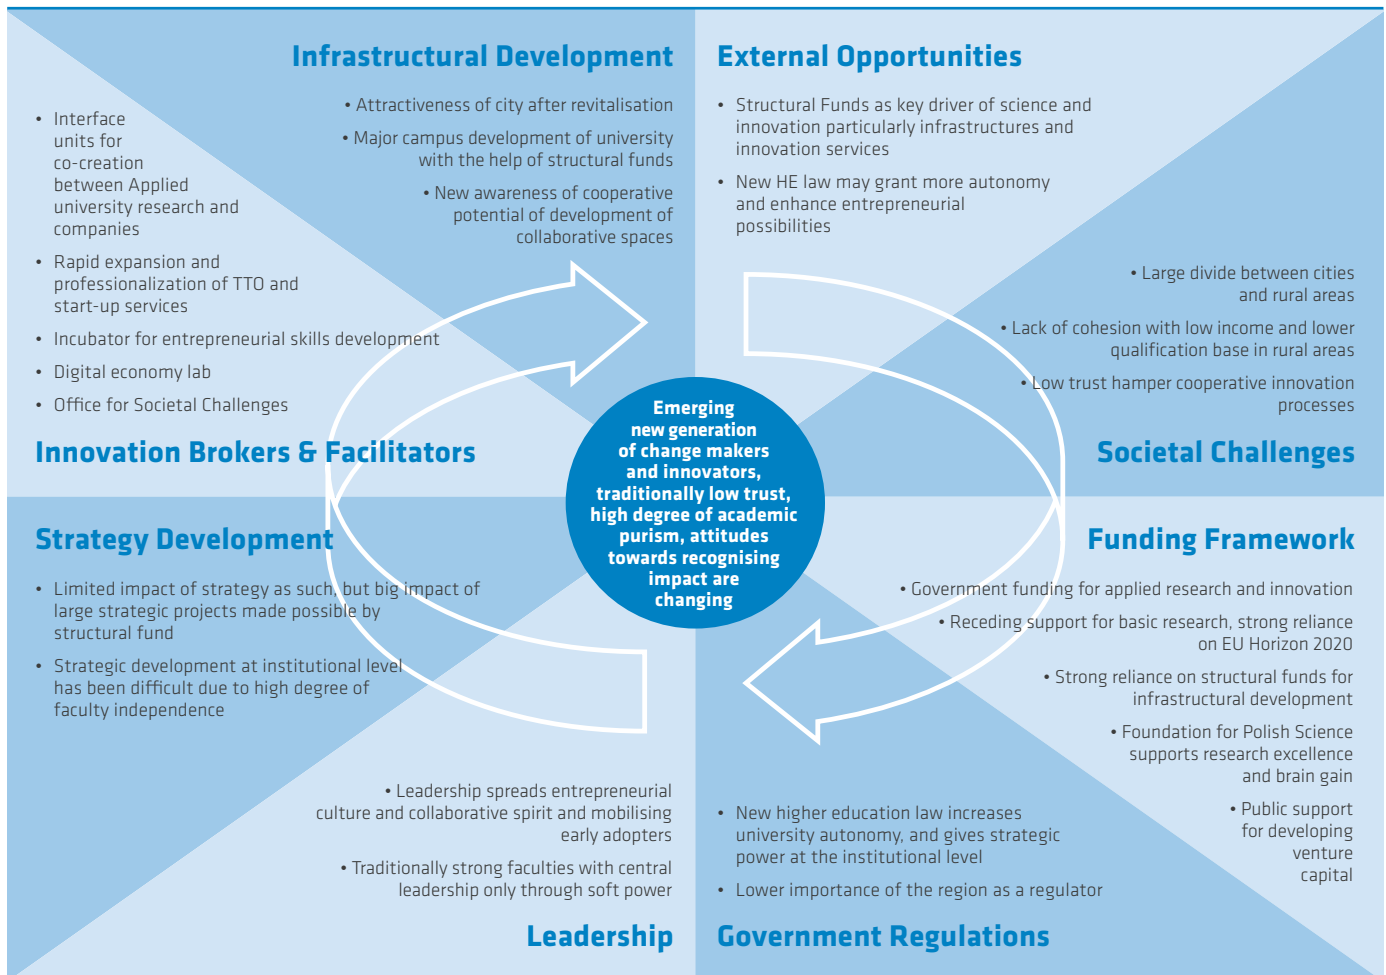 Infrastructural Development
• Attractiveness of city after revitalisation
• Major campus development of university
with the help of structural funds
• New awareness of cooperative
potential of development of
collaborative spaces
External Opportunities
• Structural Funds as key driver of science and
innovation particularly infrastructures and
innovation services
• New HE law may grant more autonomy
and enhance entrepreneurial
possibilities
• Interface
units for
co-creation
between Applied
university research and
companies
• Rapid expansion and
professionalization of TTO and
start-up services
• Incubator for entrepreneurial skills development
• Digital economy lab
• Office for Societal Challenges
Innovation Brokers & Facilitators
• Large divide between cities
and rural areas
• Lack of cohesion with low income and lower
qualification base in rural areas
• Low trust hamper cooperative innovation
processes
Societal Challenges
Emerging
new generation
of change makers
and innovators,
traditionally low trust,
high degree of academic
purism, attitudes
towards recognising
impact are
changing
Strategy Development
• Limited impact of strategy as such, but big impact of
large strategic projects made possible by
structural fund
• Strategic development at institutional level
has been difficult due to high degree of
faculty independence
Funding Framework
• Government funding for applied research and innovation
• Receding support for basic research, strong reliance
on EU Horizon 2020
• Strong reliance on structural funds for
infrastructural development
• Foundation for Polish Science
supports research excellence
and brain gain
• Public support
for developing
venture
capital
• Leadership spreads entrepreneurial
culture and collaborative spirit and mobilising
early adopters
• Traditionally strong faculties with central
leadership only through soft power
Leadership
• New higher education law increases
university autonomy, and gives strategic
power at the institutional level
• Lower importance of the region as a regulator
Government Regulations